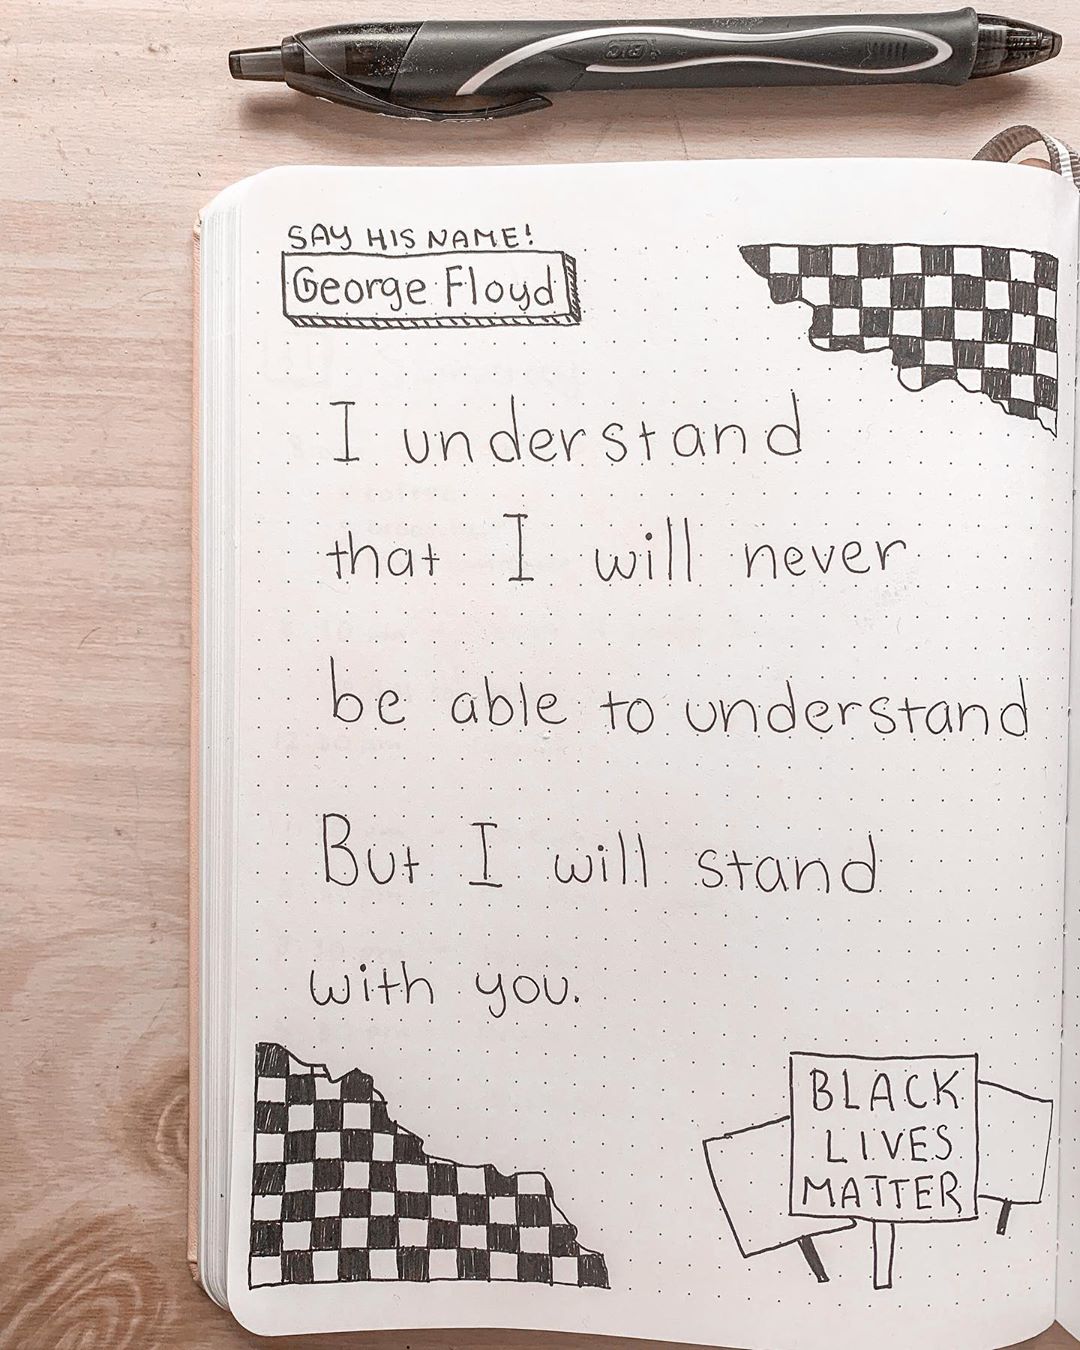 BIC
SAY HIS NAME!
George Floyd
I understand
that I will never
be able to understand
But I will stand
with you.
BLACK
LIVES
MATTER